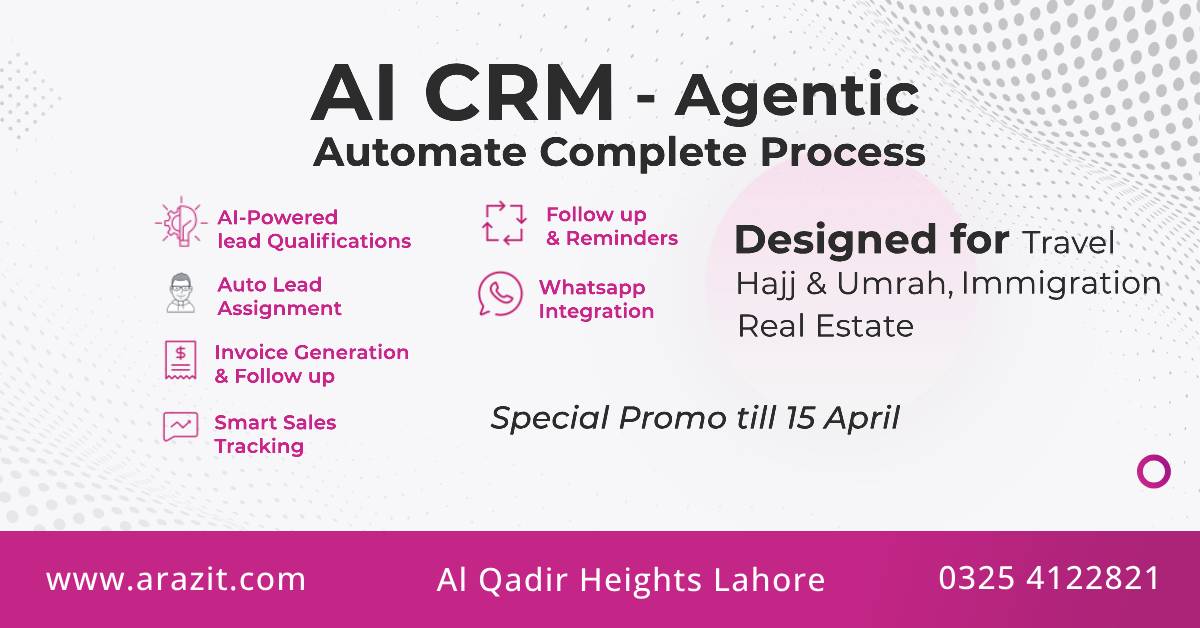 AI CRM - Agentic
Automate Complete Process
AI-Powered
lead Qualifications
Auto Lead
Assignment
$
Invoice Generation
& Follow up
Smart Sales
Tracking
Follow up
& Reminders
Whatsapp
Integration
Designed for Travel
Hajj & Umrah, Immigration
Real Estate
Special Promo till 15 April
www.arazit.com
Al Qadir Heights Lahore
0325 4122821